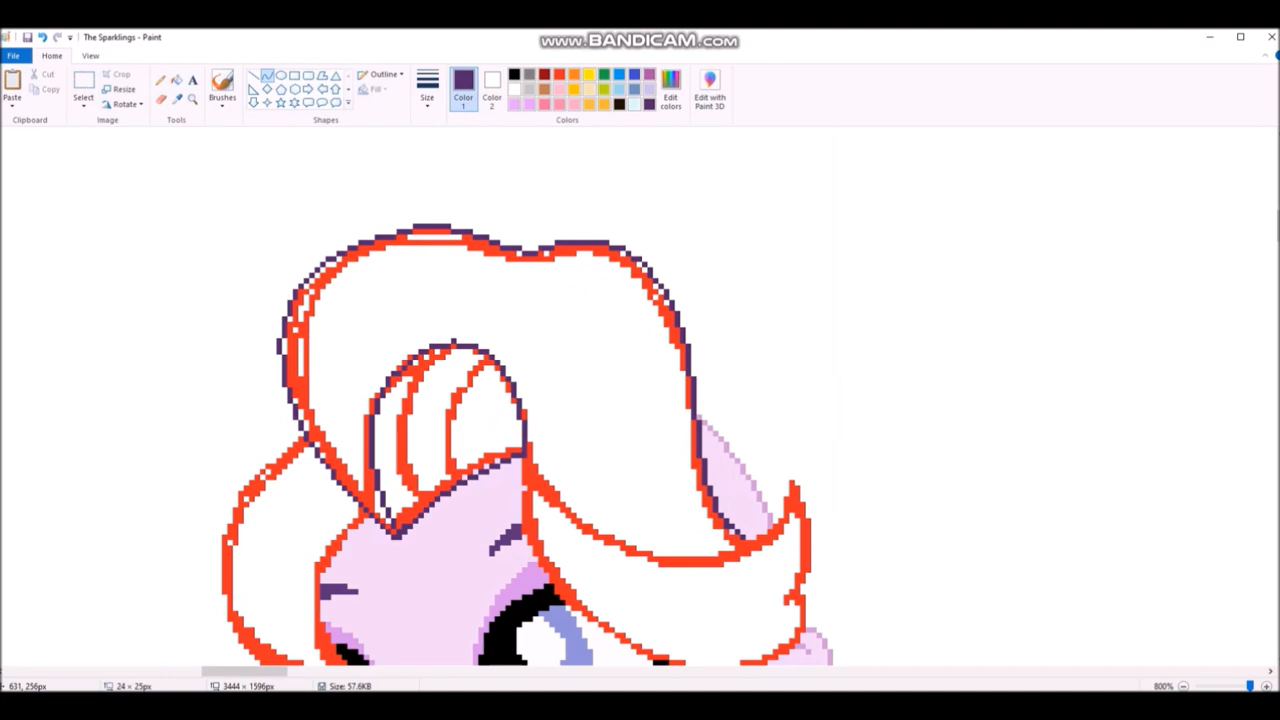 www.BANDICAM.com
The Sparklings - Paint
File Home View
Paste
Cut
Copy
Clipboard
Select
Crop
Resize
Rotate
Image
A
Tools
Brushes
Outline
Fill
Shapes
Size
Color 1
Color 2
Edit colors
Edit with Paint 3D
Colors
631, 256px
24 × 25px
3444 × 1596px
Size: 57.6KB
800%